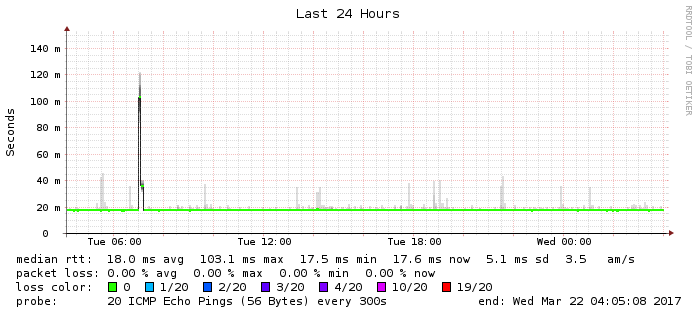 Last 24 Hours
RRDTOOL / TOBI OETIKER
Seconds
140 m
120 m
100 m
80 m
60 m
40 m
20 m
0
Tue 06:00 Tue 12:00 Tue 18:00 Wed 00:00
median rtt: 18.0 ms avg 103.1 ms max 17.5 ms min 17.6 ms now 5.1 ms sd 3.5 am/s
packet loss: 0.00 % avg 0.00 % max 0.00 % min 0.00 % now
loss color: 0 1/20 2/20 3/20 4/20 10/20 19/20
probe: 20 ICMP Echo Pings (56 Bytes) every 300s end: Wed Mar 22 04:05:08 2017